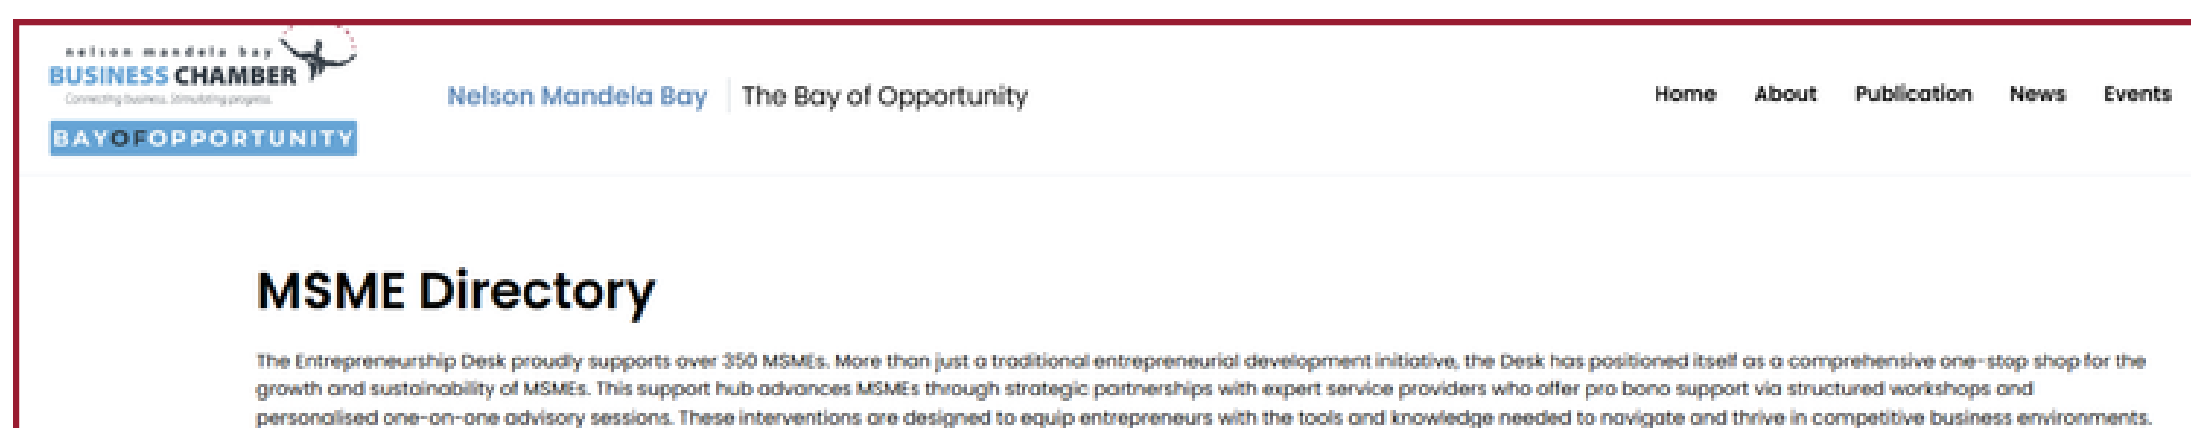 nelson mandela bay
BUSINESS CHAMBER
Connecting business. Stimulating progress.
BAYOFOPPORTUNITY
Nelson Mandela Bay
The Bay of Opportunity
Home About Publication News Events
MSME Directory
The Entrepreneurship Desk proudly supports over 350 MSMEs. More than just a traditional entrepreneurial development initiative, the Desk has positioned itself as a comprehensive one-stop shop for the
growth and sustainability of MSMEs. This support hub advances MSMEs through strategic partnerships with expert service providers who offer pro bono support via structured workshops and
personalised one-on-one advisory sessions. These interventions are designed to equip entrepreneurs with the tools and knowledge needed to navigate and thrive in competitive business environments.